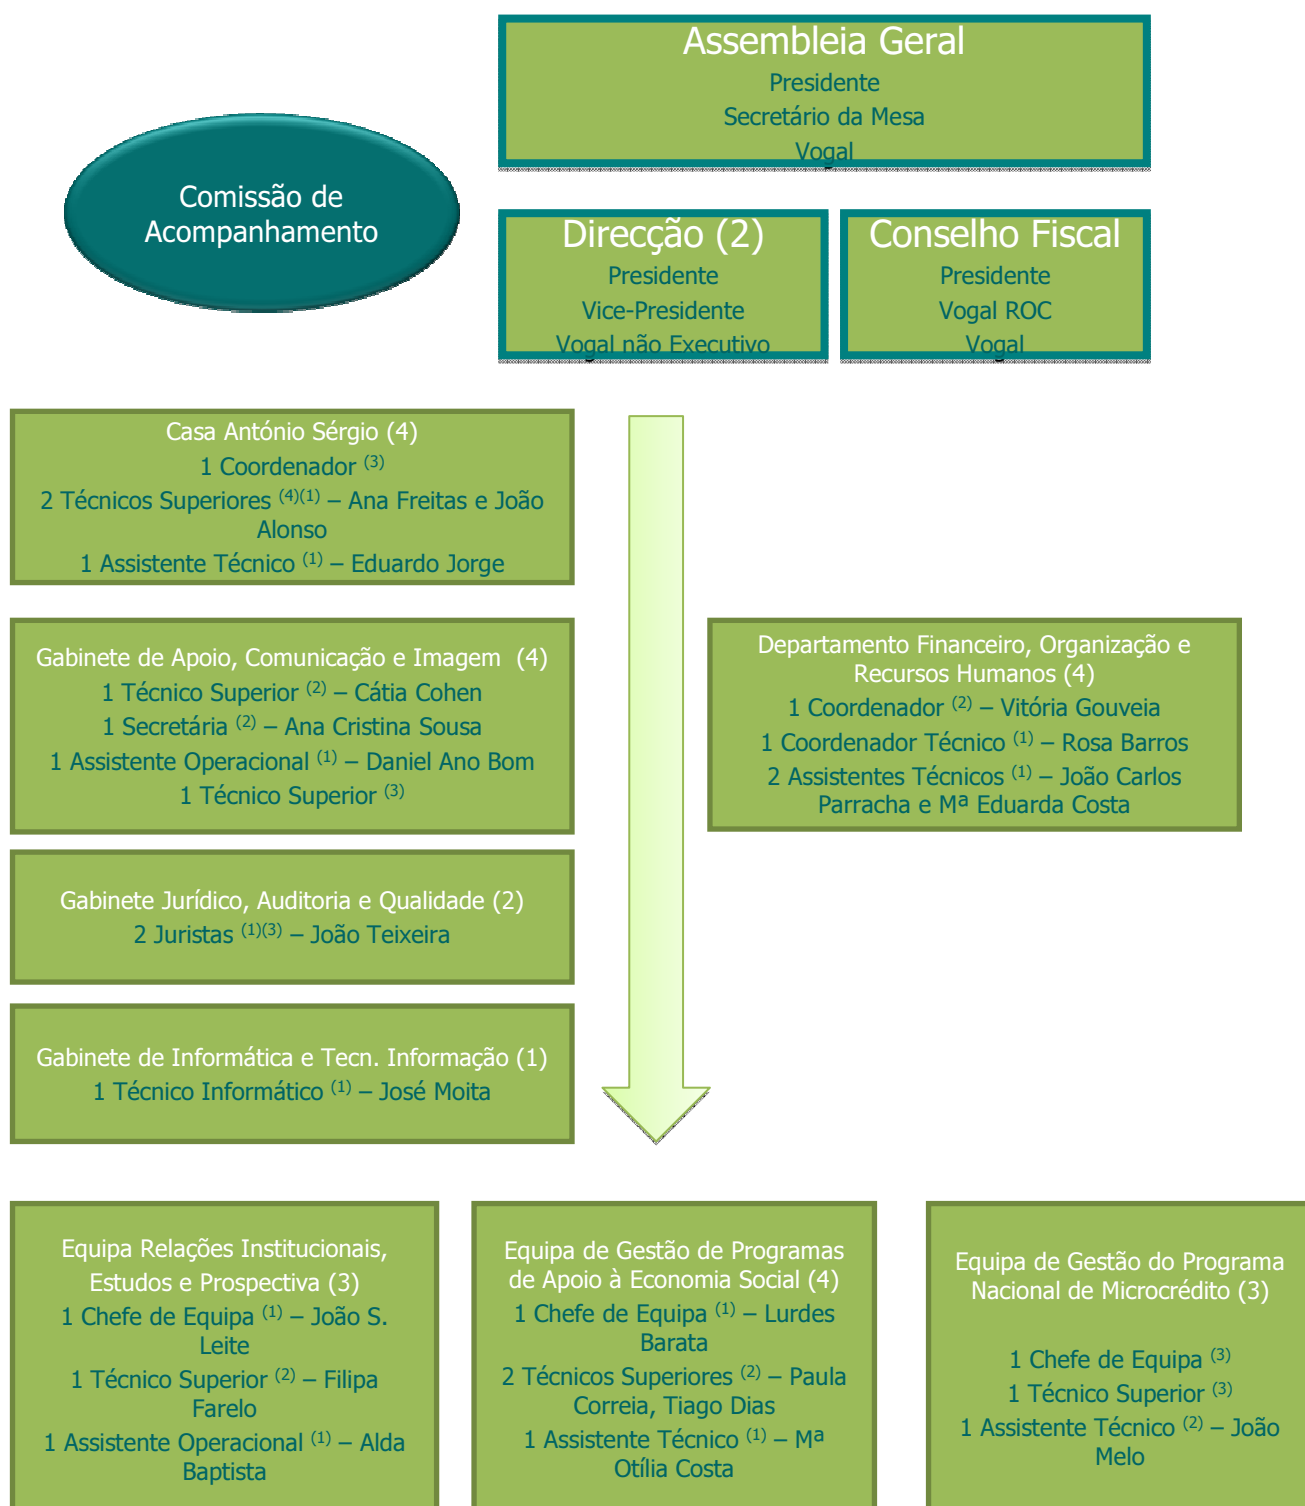 Assembleia Geral
Presidente
Secretário da Mesa
Vogal
Comissão de
Acompanhamento
Direcção (2)
Presidente
Vice-Presidente
Vogal não Executivo
Conselho Fiscal
Presidente
Vogal ROC
Vogal
Casa António Sérgio (4)
1 Coordenador (3)
2 Técnicos Superiores (4)(1) – Ana Freitas e João
Alonso
1 Assistente Técnico (1) – Eduardo Jorge
Gabinete de Apoio, Comunicação e Imagem (4)
1 Técnico Superior (2) – Cátia Cohen
1 Secretária (2) – Ana Cristina Sousa
1 Assistente Operacional (1) – Daniel Ano Bom
1 Técnico Superior (3)
Departamento Financeiro, Organização e
Recursos Humanos (4)
1 Coordenador (2) – Vitória Gouveia
1 Coordenador Técnico (1) – Rosa Barros
2 Assistentes Técnicos (1) – João Carlos
Parracha e Mª Eduarda Costa
Gabinete Jurídico, Auditoria e Qualidade (2)
2 Juristas (1)(3) – João Teixeira
Gabinete de Informática e Tecn. Informação (1)
1 Técnico Informático (1) – José Moita
Equipa Relações Institucionais,
Estudos e Prospectiva (3)
1 Chefe de Equipa (1) – João S.
Leite
1 Técnico Superior (2) – Filipa
Farelo
1 Assistente Operacional (1) – Alda
Baptista
Equipa de Gestão de Programas
de Apoio à Economia Social (4)
1 Chefe de Equipa (1) – Lurdes
Barata
2 Técnicos Superiores (2) – Paula
Correia, Tiago Dias
1 Assistente Técnico (1) – Mª
Otília Costa
Equipa de Gestão do Programa
Nacional de Microcrédito (3)
1 Chefe de Equipa (3)
1 Técnico Superior (3)
1 Assistente Técnico (2) – João
Melo